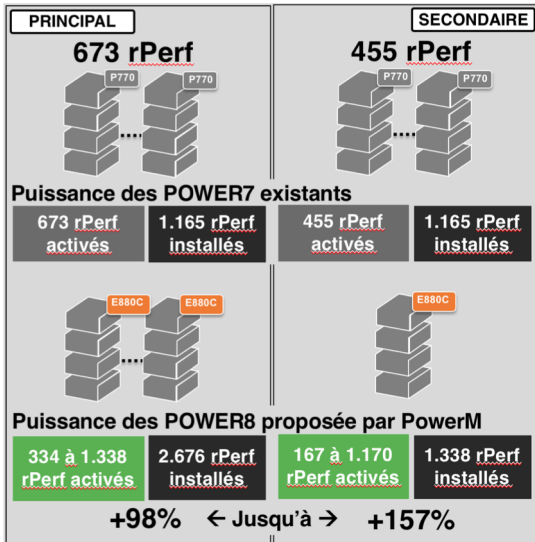 PRINCIPAL
SECONDAIRE
673 rPerf
455 rPerf
P770
P770
P770
P770
Puissance des POWER7 existants
673 rPerf
activés
1.165 rPerf
installés
455 rPerf
activés
1.165 rPerf
installés
E880C
E880C
E880C
Puissance des POWER8 proposée par PowerM
334 à 1.338
rPerf activés
2.676 rPerf
installés
167 à 1.170
rPerf activés
1.338 rPerf
installés
+98% ← Jusqu'à → +157%